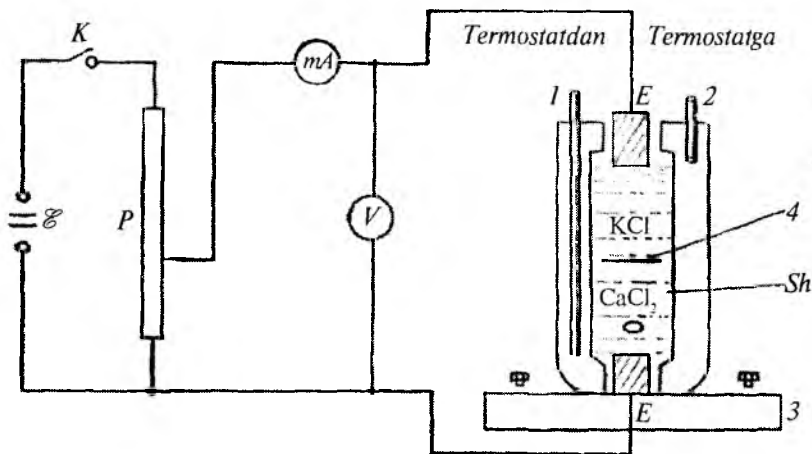 K
mA
Termostatdan
Termostatga
1
E
2
ℰ
P
V
KCl
4
CaCl₂
Sh
E
3